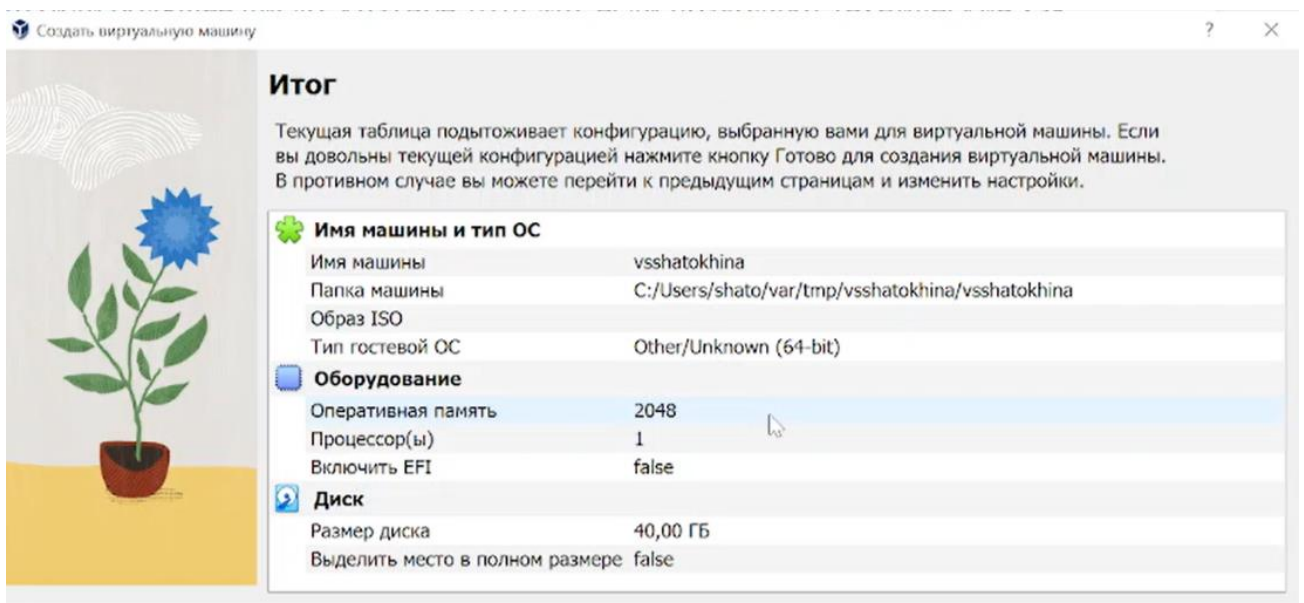 Создать виртуальную машину
?
Итог
Текущая таблица подытоживает конфигурацию, выбранную вами для виртуальной машины. Если
вы довольны текущей конфигурацией нажмите кнопку Готово для создания виртуальной машины.
В противном случае вы можете перейти к предыдущим страницам и изменить настройки.
Имя машины и тип ОС
Имя машины vsshatokhina
Папка машины C:/Users/shato/var/tmp/vsshatokhina/vsshatokhina
Образ ISO
Тип гостевой ОС Other/Unknown (64-bit)
Оборудование
Оперативная память 2048
Процессор(ы) 1
Включить EFI false
Диск
Размер диска 40,00 ГБ
Выделить место в полном размере false